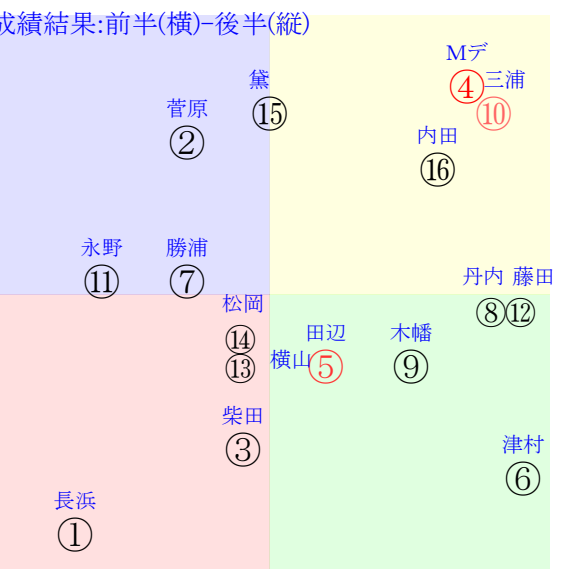 成績結果:前半(横)-後半(縦)
Mデ
④
三浦
⑩
黛
⑮
菅原
②
内田
⑯
永野
⑪
勝浦
⑦
丹内 藤田
⑧⑫
松岡
⑭
⑬
横山
田辺
⑤
木幡
⑨
柴田
③
津村
⑥
長浜
①